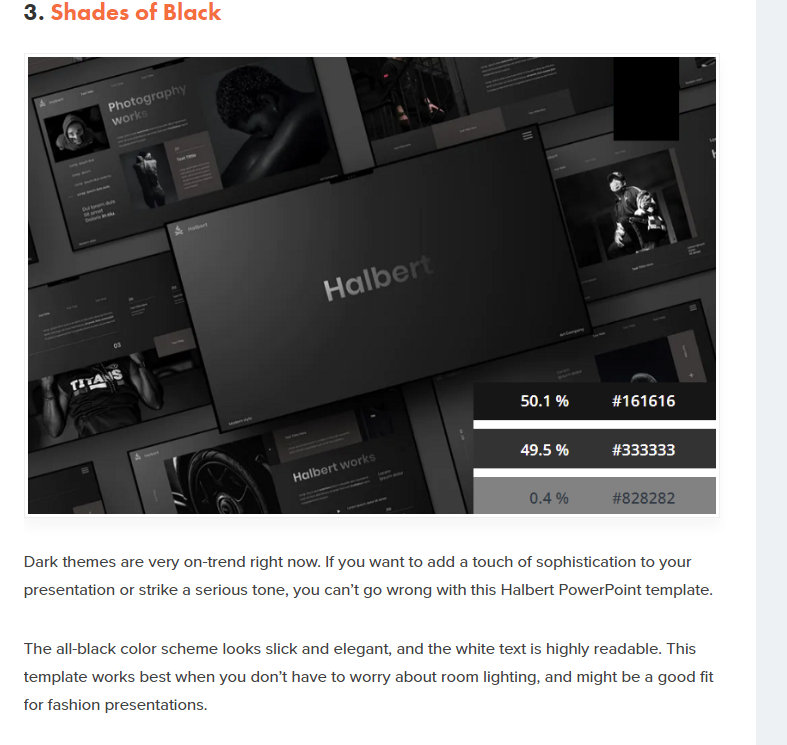 3. Shades of Black
Photography
works
Halbert
Halbert
TITANS
03
Halbert works
50.1 % #161616
49.5 % #333333
0.4 % #828282
Dark themes are very on-trend right now. If you want to add a touch of sophistication to your
presentation or strike a serious tone, you can’t go wrong with this Halbert PowerPoint template.
The all-black color scheme looks slick and elegant, and the white text is highly readable. This
template works best when you don’t have to worry about room lighting, and might be a good fit
for fashion presentations.